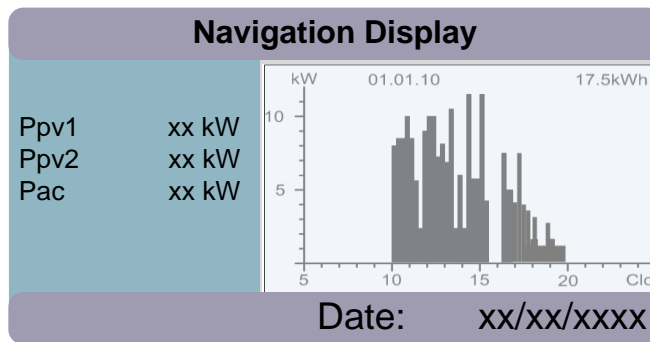 Navigation Display
kW 01.01.10 17.5kWh
10
5
5 10 15 20
Ppv1 xx kW
Ppv2 xx kW
Pac xx kW
Date: xx/xx/xxxx